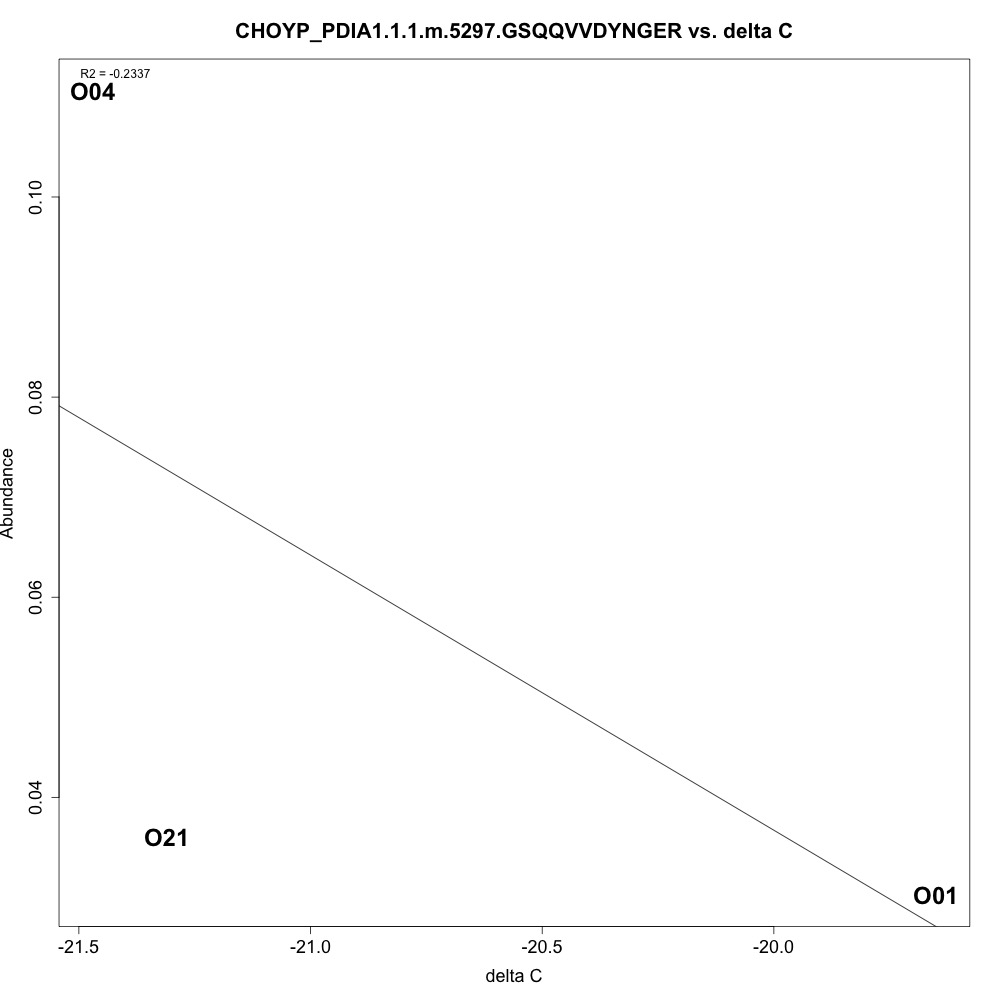 CHOYP_PDIA1.1.1.m.5297.GSQQVVDYNGER vs. delta C
R2 = -0.2337
O04
0.10
0.08
Abundance
0.06
0.04
O21
O01
-21.5 -21.0 -20.5 -20.0
delta C